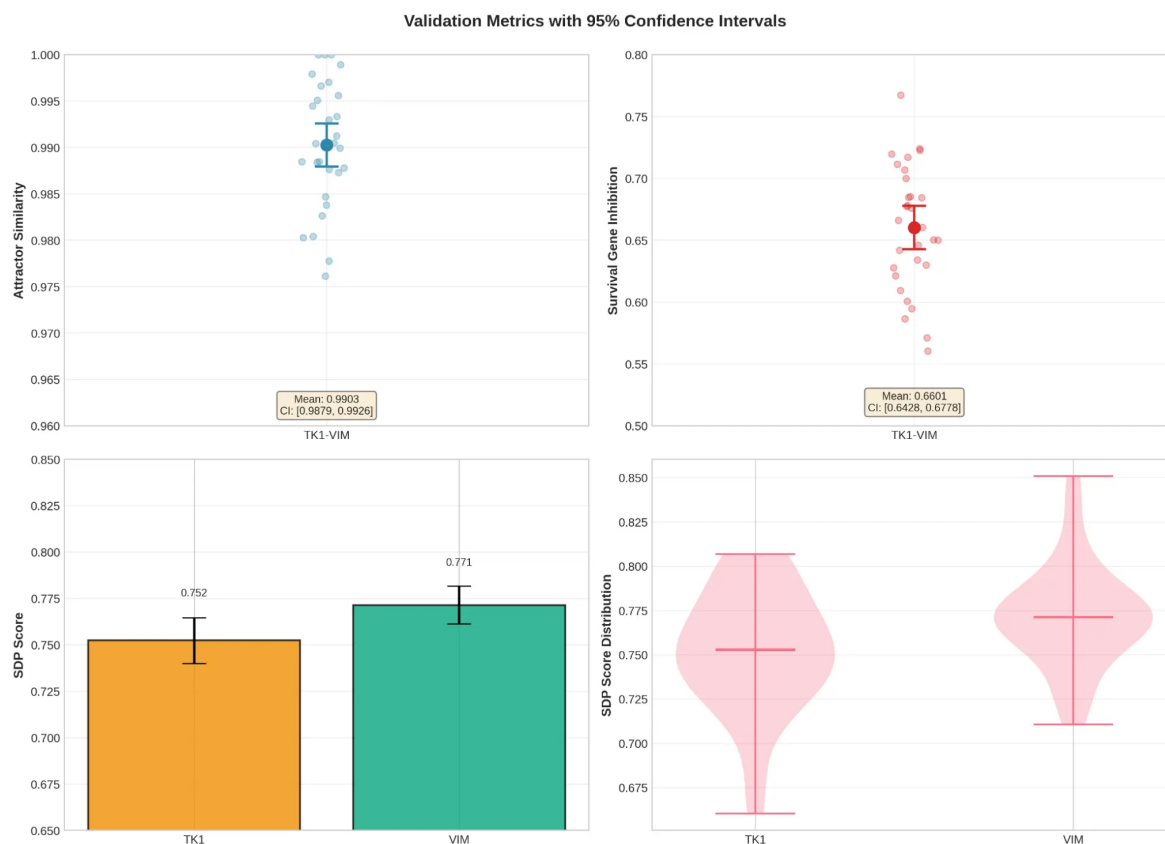 Validation Metrics with 95% Confidence Intervals
Attractor Similarity
1.000
0.995
0.990
0.985
0.980
0.975
0.970
0.965
0.960
Mean: 0.9903
CI: [0.9879, 0.9926]
TK1-VIM
Survival Gene Inhibition
0.80
0.75
0.70
0.65
0.60
0.55
0.50
Mean: 0.6601
CI: [0.6428, 0.6778]
TK1-VIM
SDP Score
0.850
0.825
0.800
0.775
0.750
0.725
0.700
0.675
0.650
0.752
0.771
TK1
VIM
SDP Score Distribution
0.850
0.825
0.800
0.775
0.750
0.725
0.700
0.675
TK1
VIM